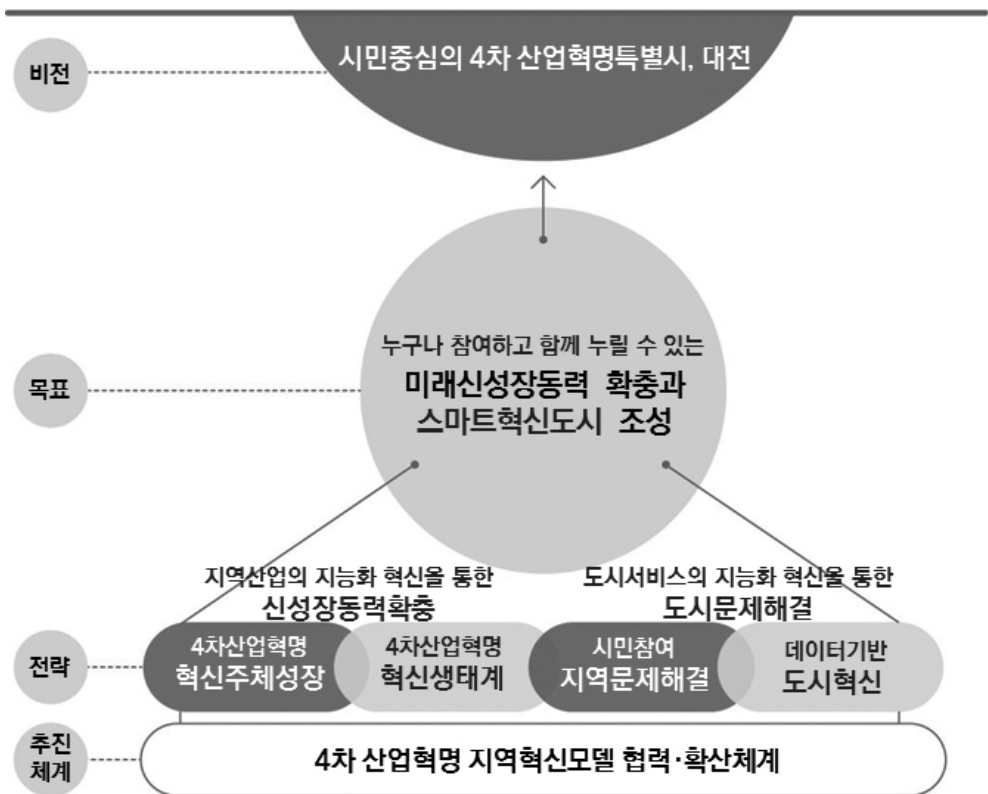 비전
시민중심의 4차 산업혁명특별시, 대전
목표
누구나 참여하고 함께 누릴 수 있는
미래신성장동력 확충과
스마트혁신도시 조성
지역산업의 지능화 혁신을 통한
신성장동력확충
도시서비스의 지능화 혁신을 통한
도시문제해결
전략
4차산업혁명
혁신주체성장
4차산업혁명
혁신생태계
시민참여
지역문제해결
데이터기반
도시혁신
추진
체계
4차 산업혁명 지역혁신모델 협력·확산체계